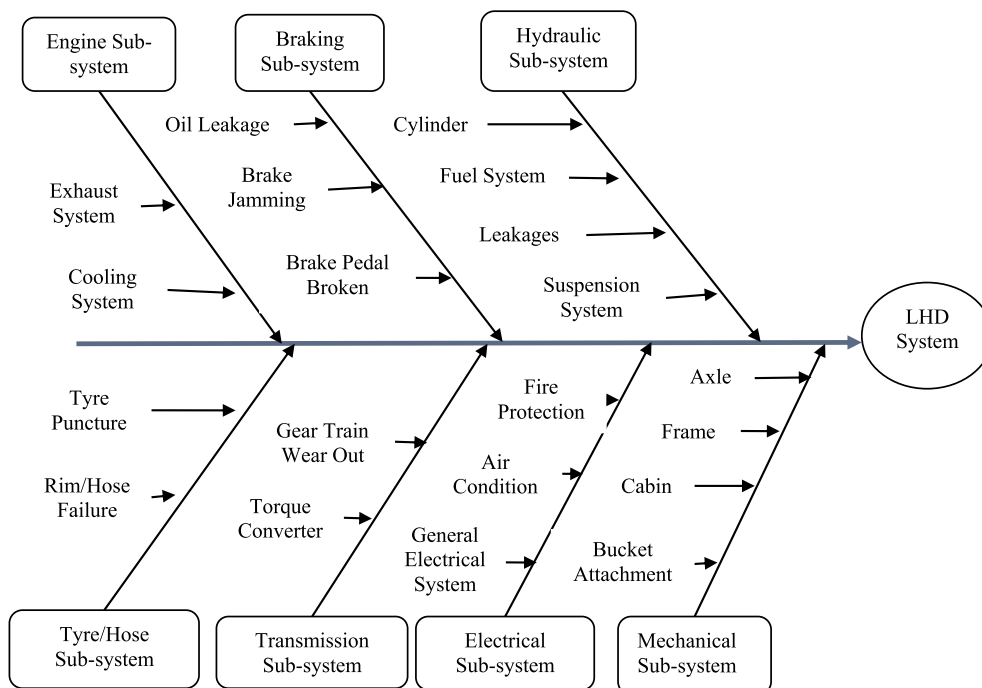 Engine Sub-
system
Braking
Sub-system
Hydraulic
Sub-system
Oil Leakage
Cylinder
Brake
Jamming
Fuel System
Exhaust
System
Leakages
Brake Pedal
Broken
Cooling
System
Suspension
System
LHD
System
Tyre
Puncture
Fire
Protection
Axle
Gear Train
Wear Out
Frame
Rim/Hose
Failure
Air
Condition
Cabin
Torque
Converter
General
Electrical
System
Bucket
Attachment
Tyre/Hose
Sub-system
Transmission
Sub-system
Electrical
Sub-system
Mechanical
Sub-system